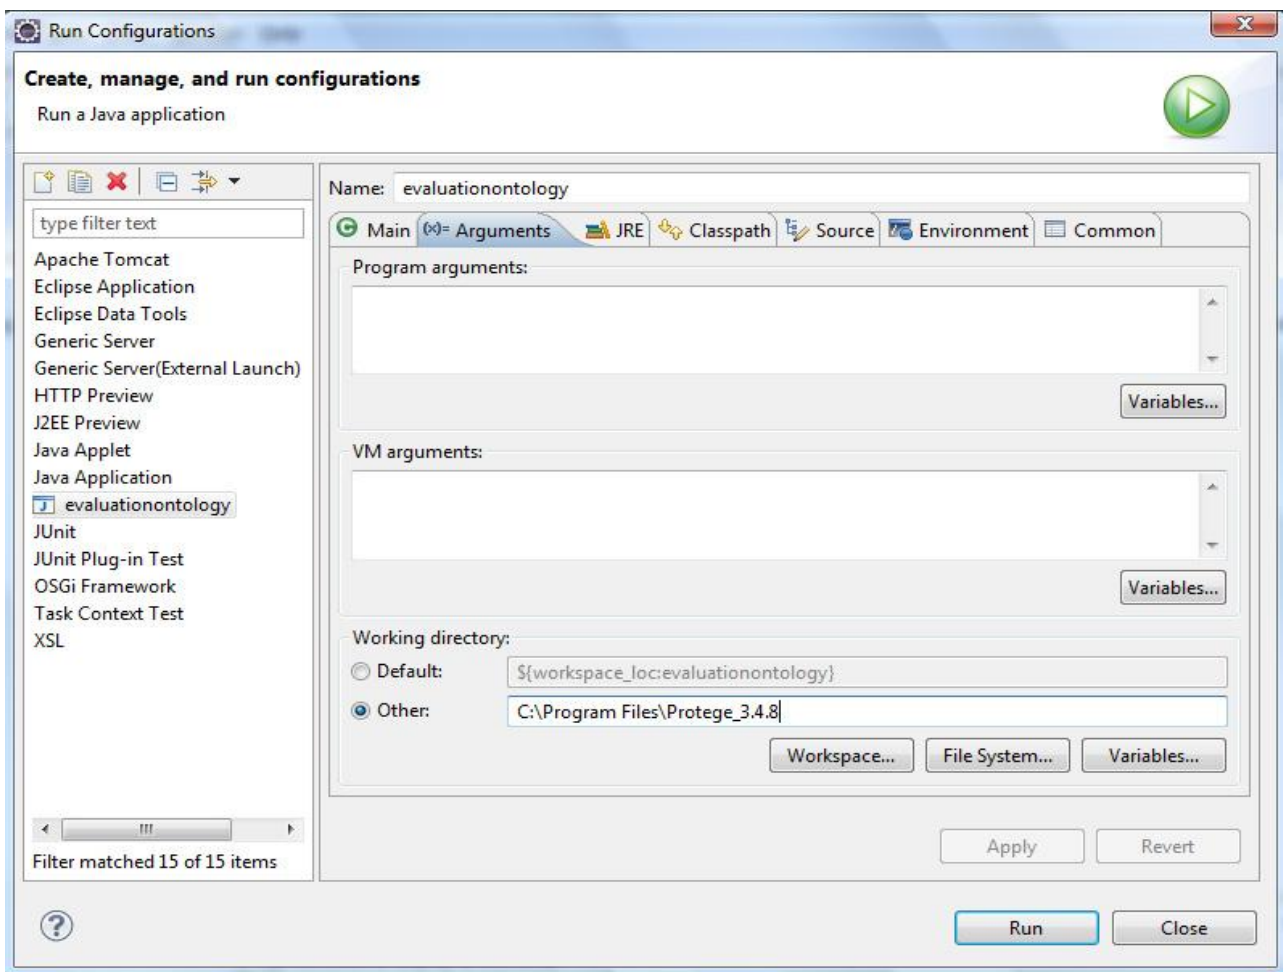 Run Configurations
Create, manage, and run configurations
Run a Java application
type filter text
Apache Tomcat
Eclipse Application
Eclipse Data Tools
Generic Server
Generic Server(External Launch)
HTTP Preview
J2EE Preview
Java Applet
Java Application
evaluationontology
JUnit
JUnit Plug-in Test
OSGi Framework
Task Context Test
XSL
Filter matched 15 of 15 items
Name: evaluationontology
Main (x)= Arguments JRE Classpath Source Environment Common
Program arguments:
Variables...
VM arguments:
Variables...
Working directory:
Default: ${workspace_loc:evaluationontology}
Other: C:\Program Files\Protege_3.4.8
Workspace... File System... Variables...
Apply Revert
Run Close